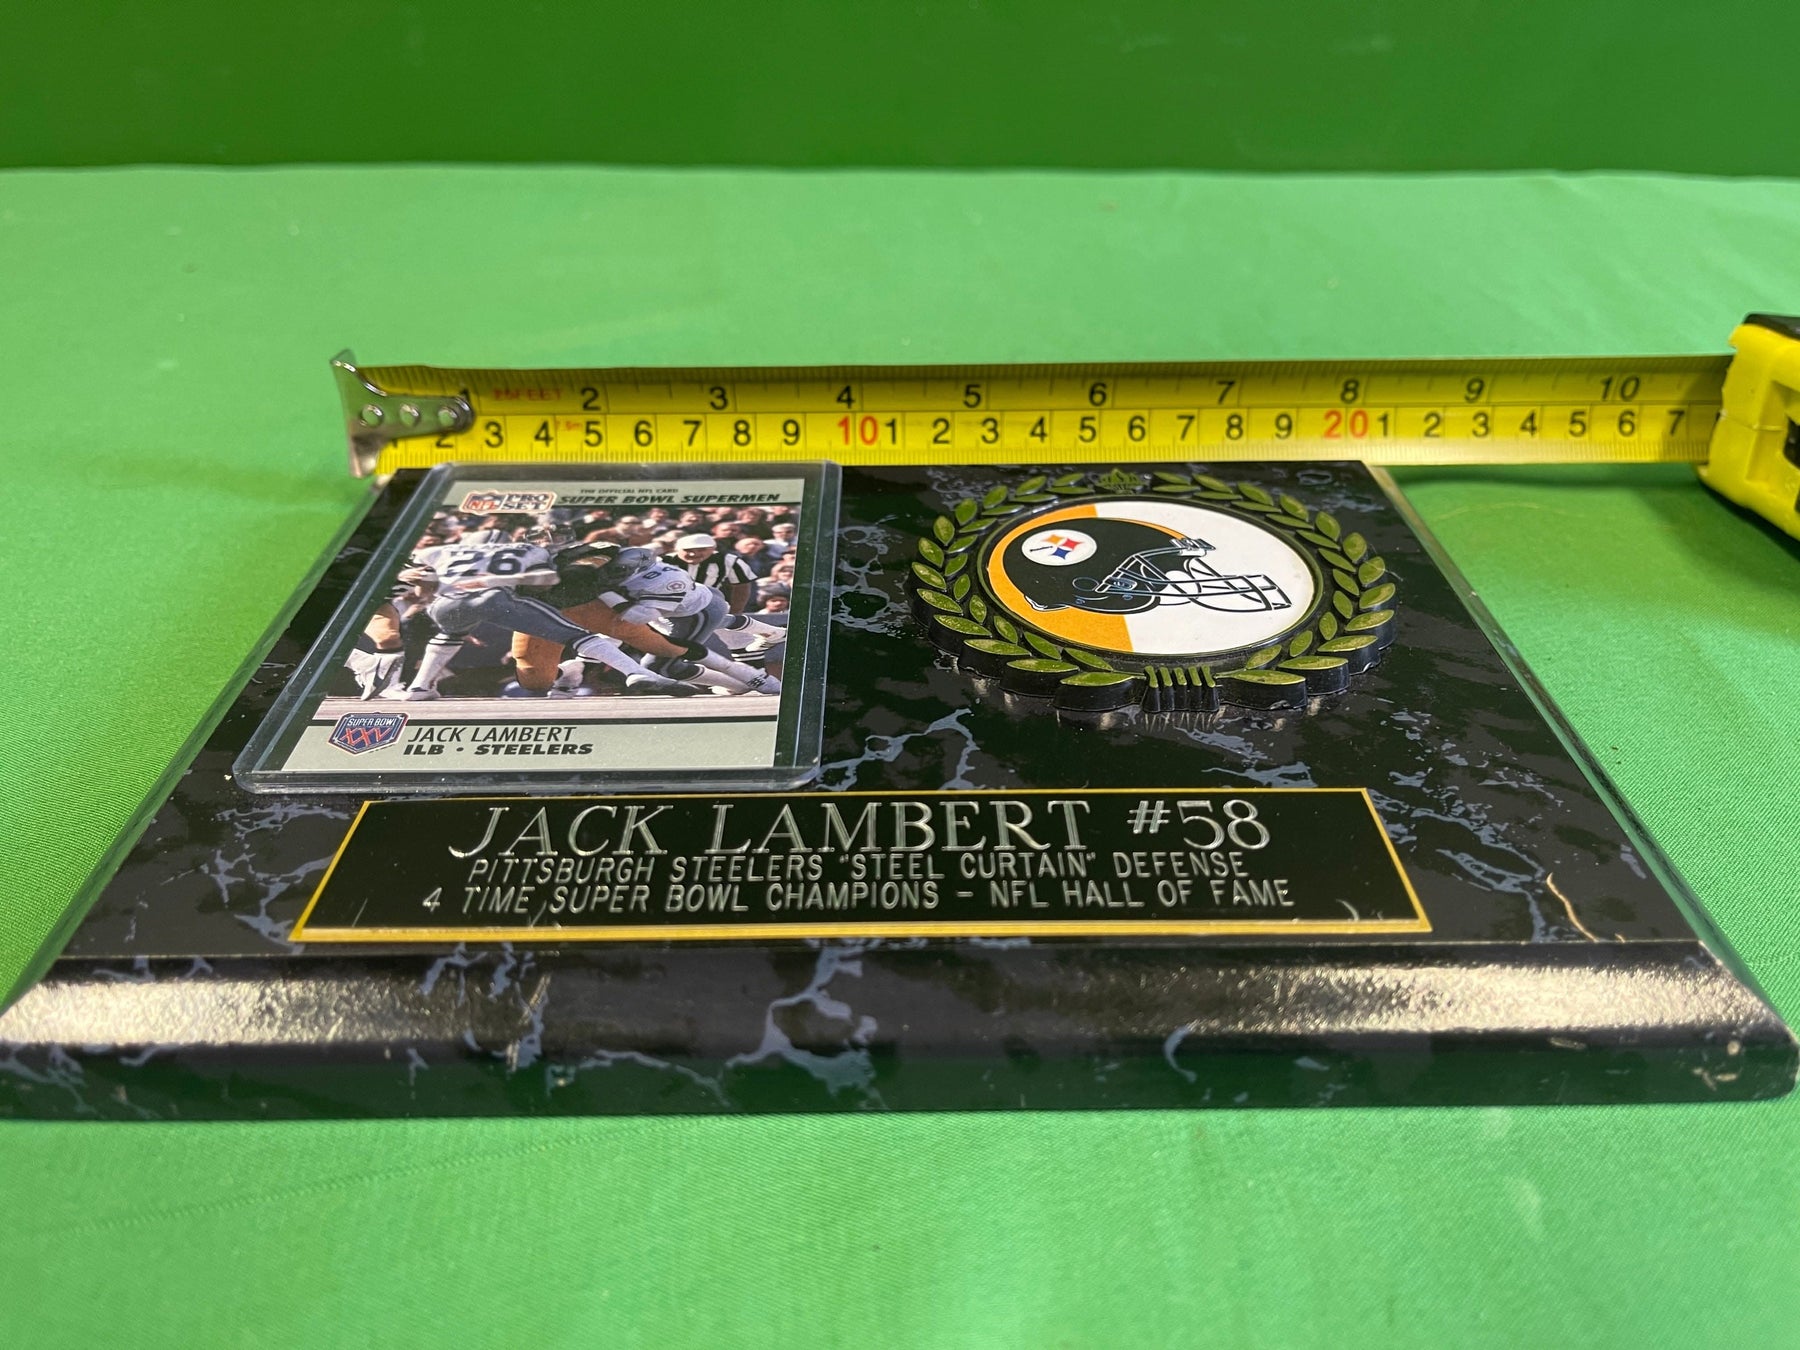 1 25FEET 2 3 4 5 6 7 8 9 10
2 3 4 5 6 7 8 9 10 1 2 3 4 5 6 7 8 9 20 1 2 3 4 5 6 7
THE OFFICIAL NFL CARD
NFL PRO SET
SUPER BOWL SUPERMEN
26
SUPER BOWL
XXV
JACK LAMBERT
ILB • STEELERS
JACK LAMBERT #58
PITTSBURGH STEELERS "STEEL CURTAIN" DEFENSE
4 TIME SUPER BOWL CHAMPIONS - NFL HALL OF FAME